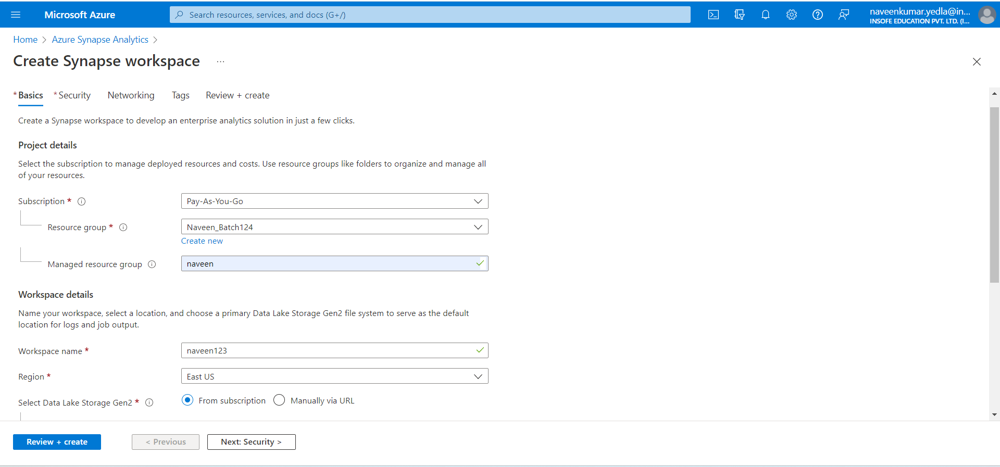 Microsoft Azure
Search resources, services, and docs (G+/)
naveenkumar.yedla@in...
INSOFE EDUCATION PVT. LTD. (I...
Home > Azure Synapse Analytics >
Create Synapse workspace ...
* Basics * Security Networking Tags Review + create
Create a Synapse workspace to develop an enterprise analytics solution in just a few clicks.
Project details
Select the subscription to manage deployed resources and costs. Use resource groups like folders to organize and manage all
of your resources.
Subscription * Pay-As-You-Go
Resource group * Naveen_Batch124
Create new
Managed resource group naveen
Workspace details
Name your workspace, select a location, and choose a primary Data Lake Storage Gen2 file system to serve as the default
location for logs and job output.
Workspace name * naveen123
Region * East US
Select Data Lake Storage Gen2 * From subscription Manually via URL
Review + create < Previous Next: Security >